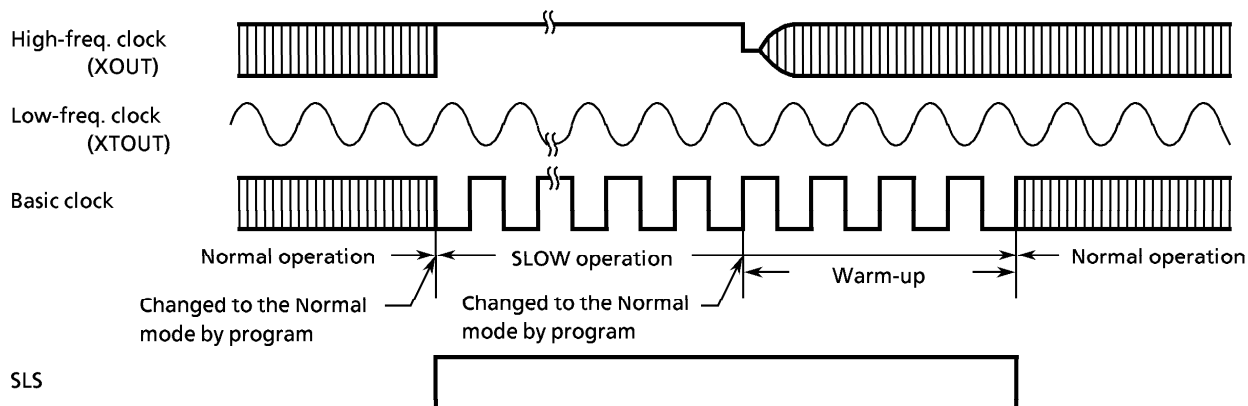 High-freq. clock
(XOUT)
Low-freq. clock
(XTOUT)
Basic clock
Normal operation
SLOW operation
Normal operation
Warm-up
Changed to the Normal
mode by program
Changed to the Normal
mode by program
SLS